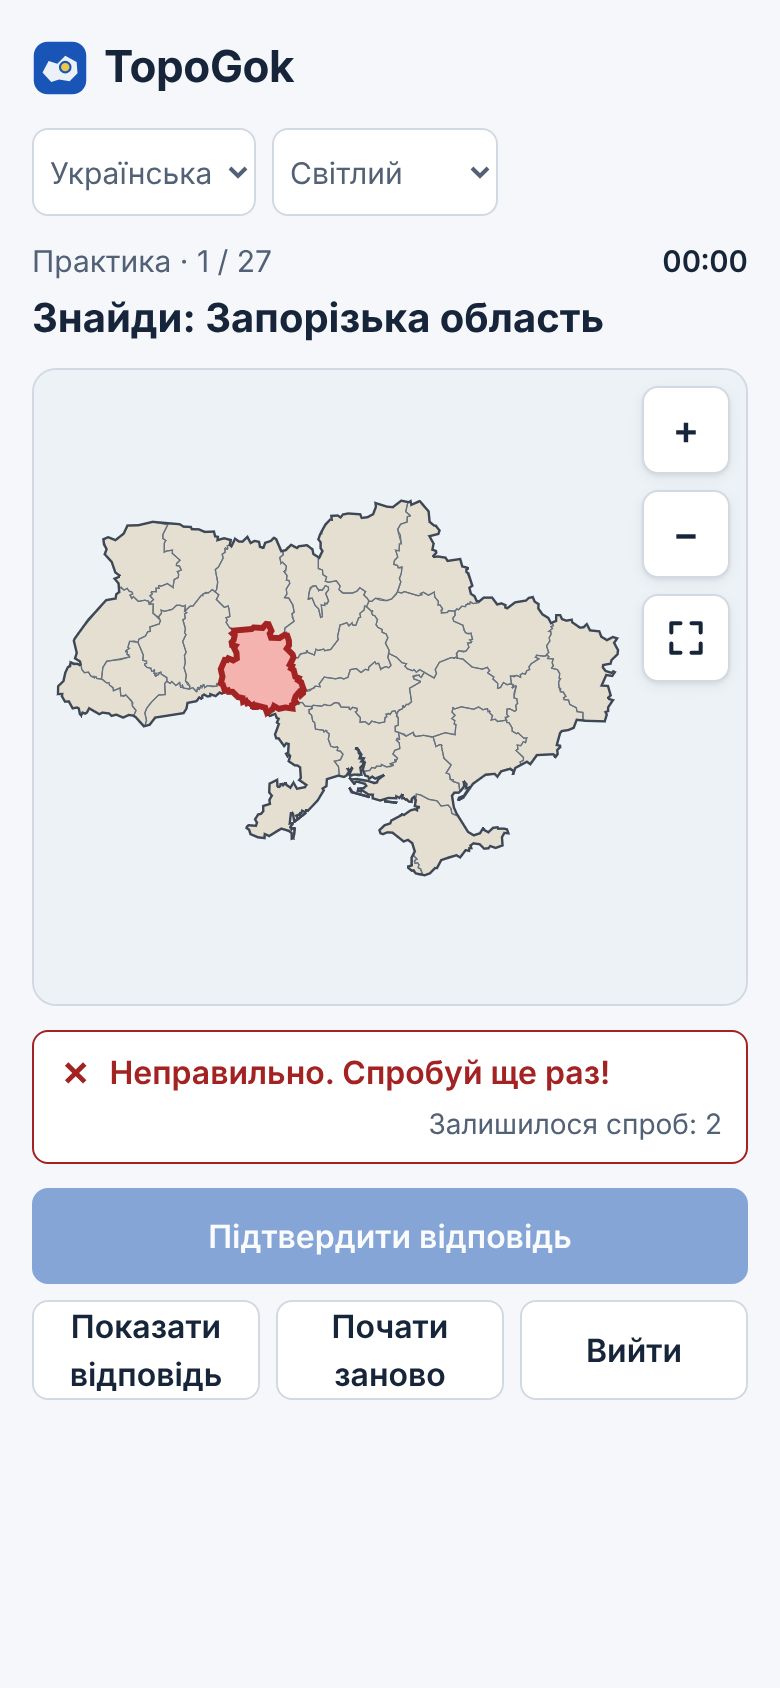 TopoGok
Українська
Світлий
Практика · 1 / 27
00:00
Знайди: Запорізька область
+
−
✕ Неправильно. Спробуй ще раз!
Залишилося спроб: 2
Підтвердити відповідь
Показати
відповідь
Почати
заново
Вийти